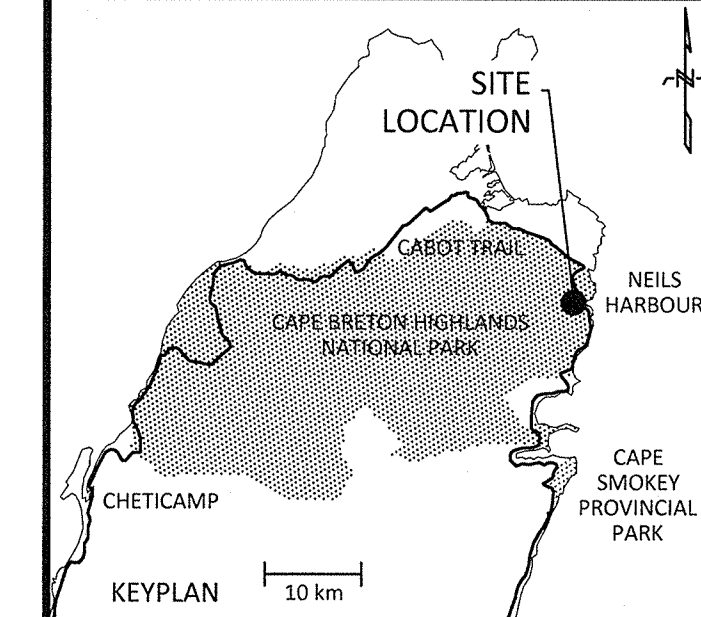 SITE
LOCATION
N
CABOT TRAIL
NEILS
HARBOUR
CAPE BRETON HIGHLANDS
NATIONAL PARK
CAPE
SMOKEY
PROVINCIAL
PARK
CHETICAMP
KEYPLAN
10 km